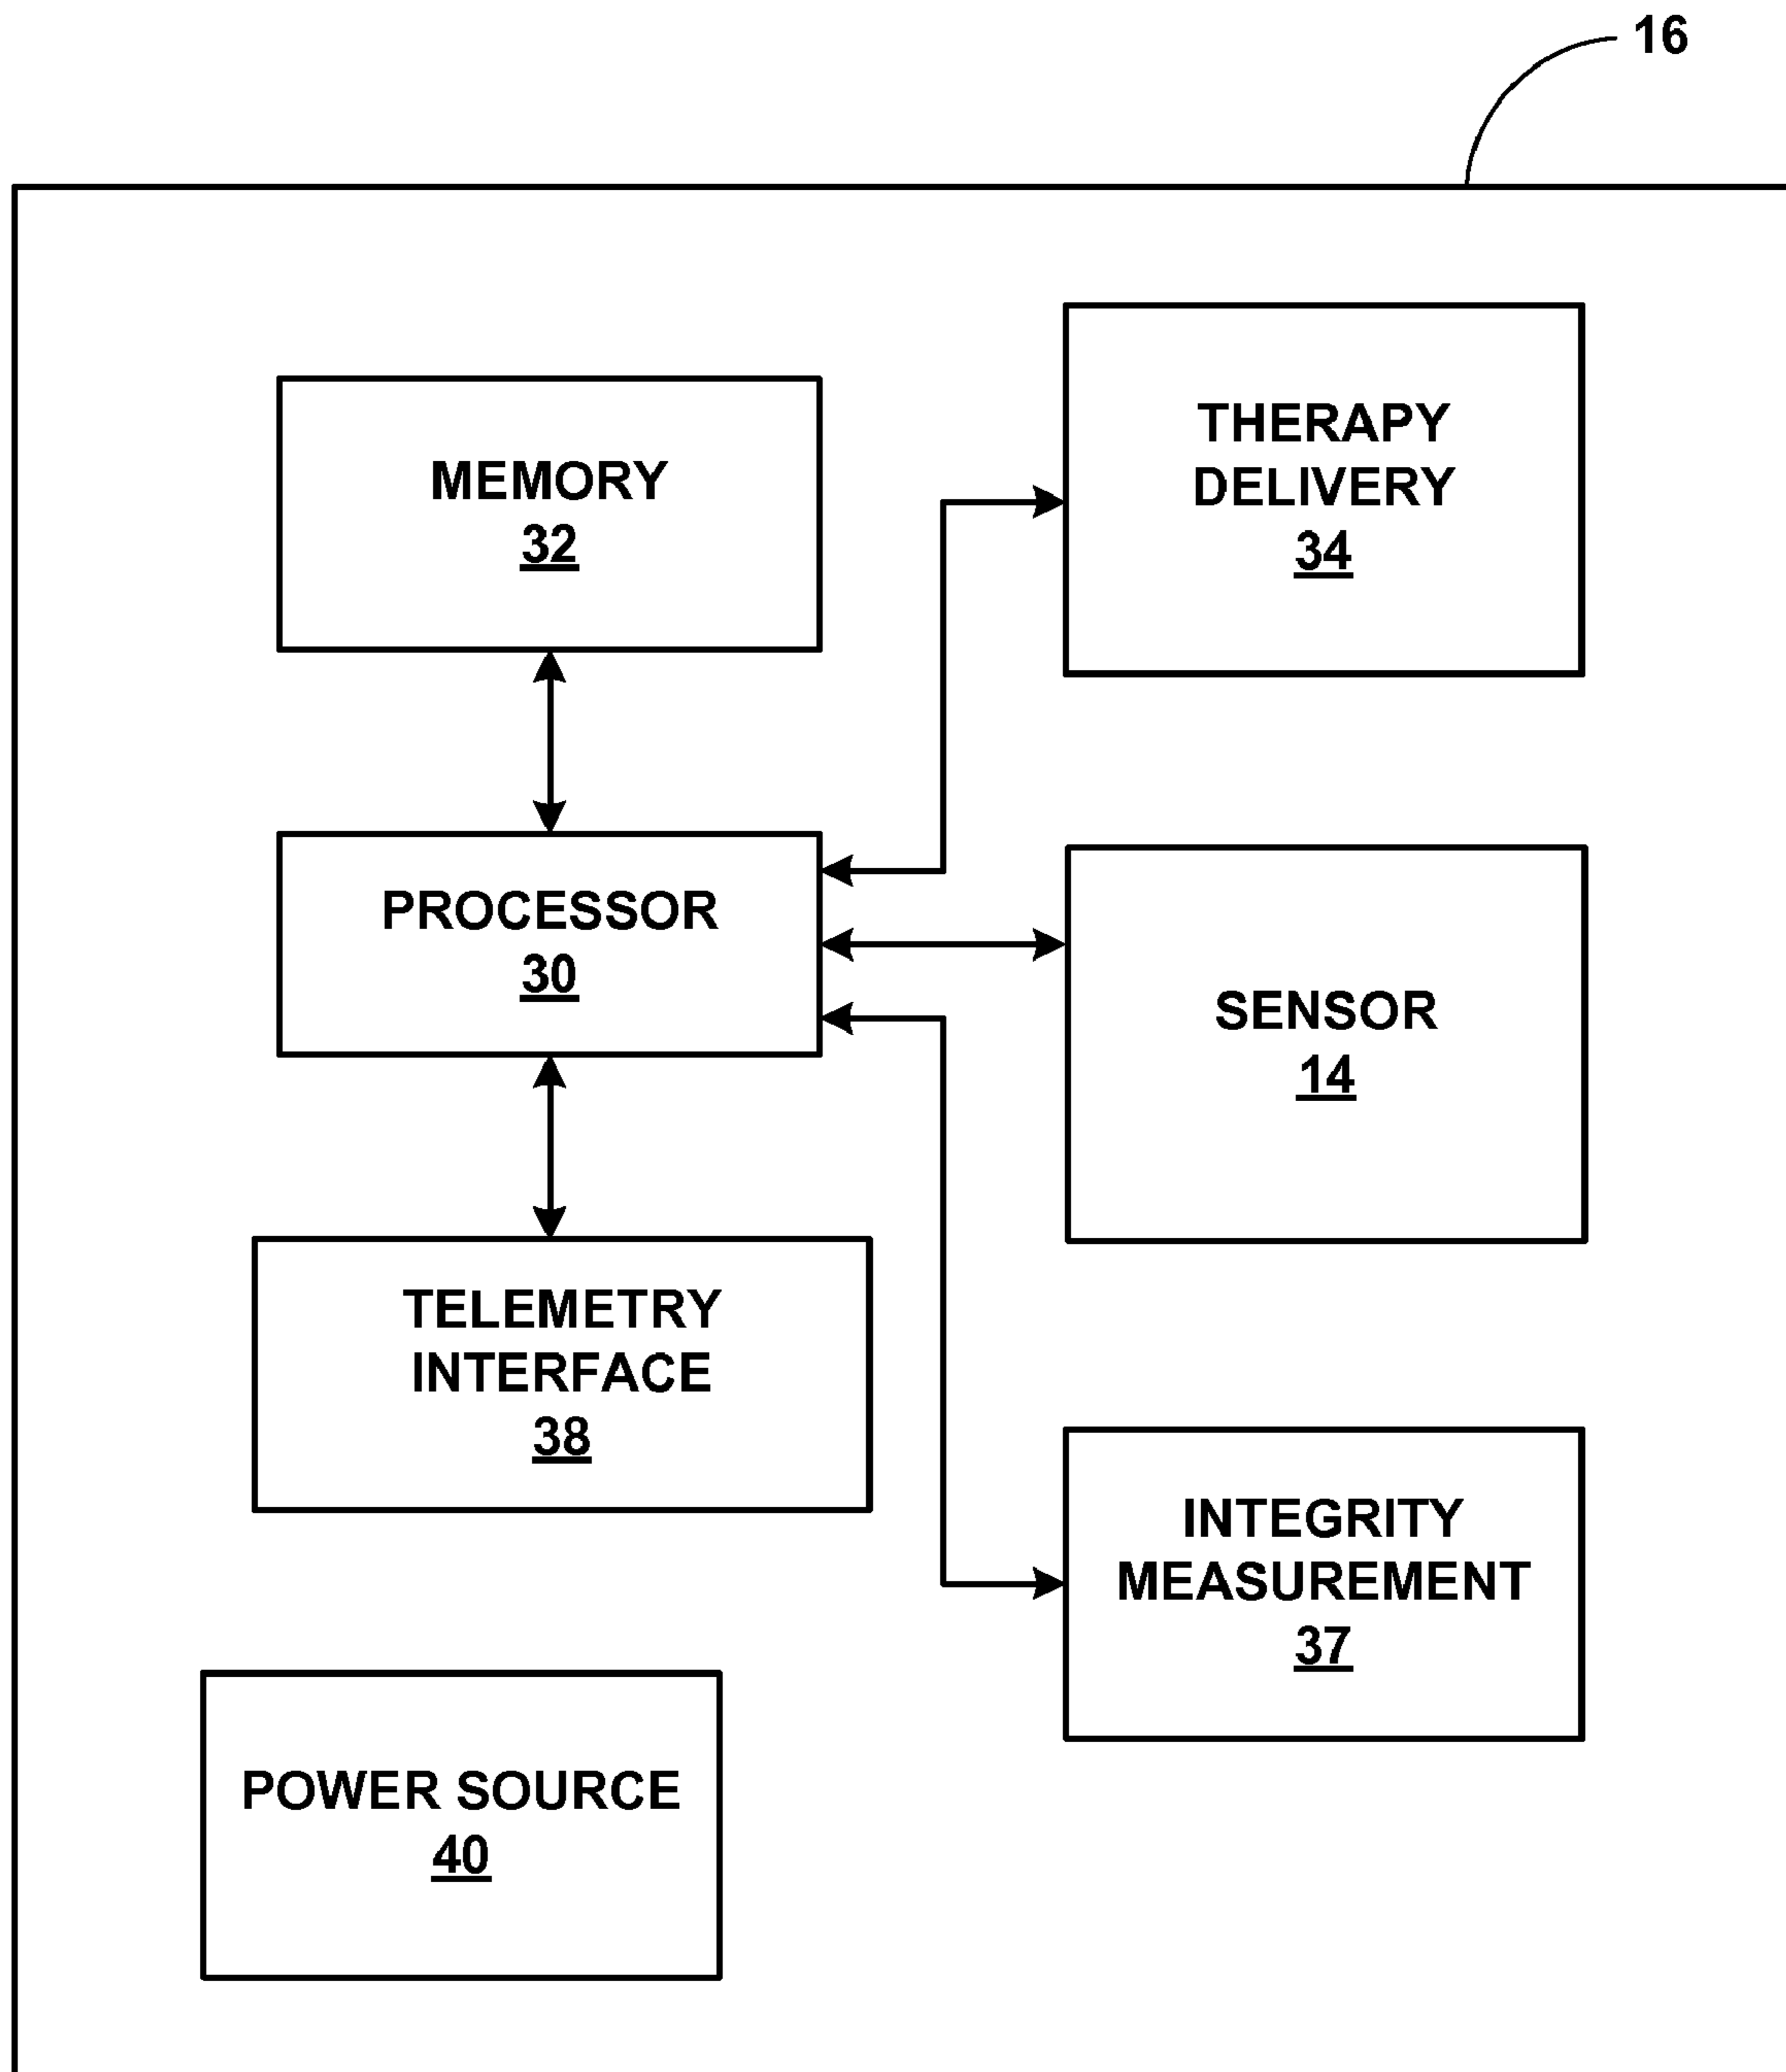 16
MEMORY
32
THERAPY
DELIVERY
34
PROCESSOR
30
SENSOR
14
TELEMETRY
INTERFACE
38
INTEGRITY
MEASUREMENT
37
POWER SOURCE
40